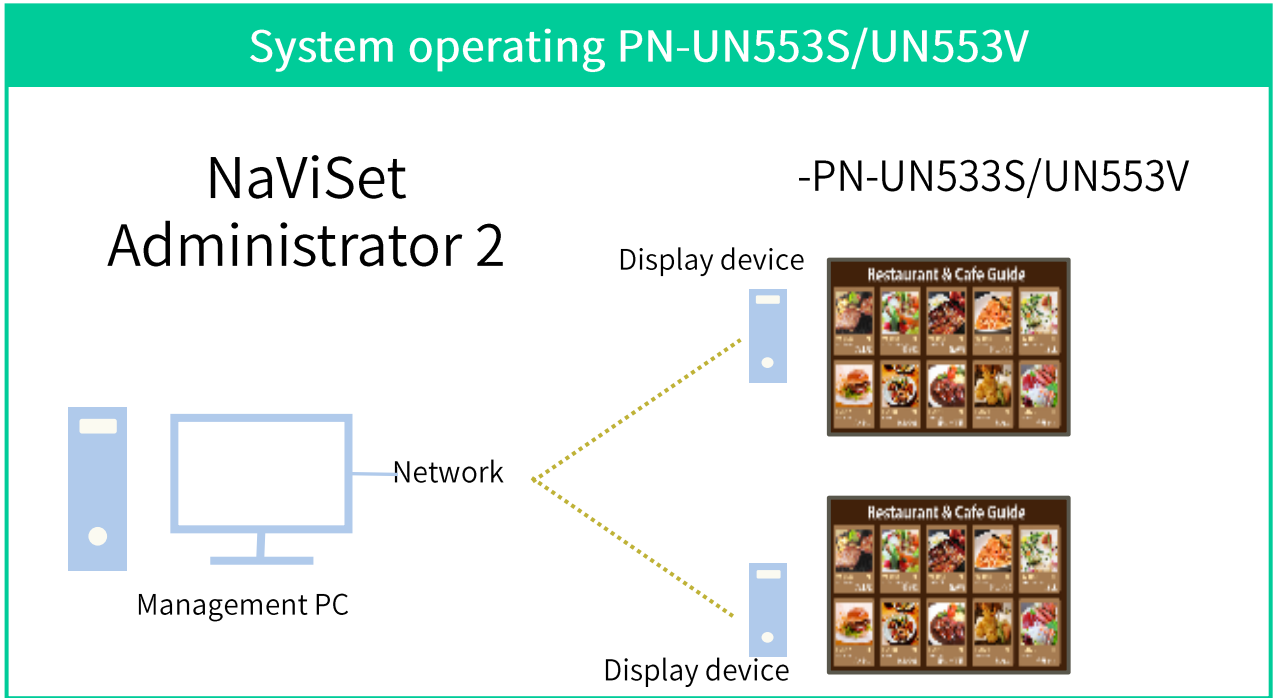 System operating PN-UN553S/UN553V
NaViSet
Administrator 2
-PN-UN533S/UN553V
Display device
Restaurant & Cafe Guide
Network
Management PC
Restaurant & Cafe Guide
Display device